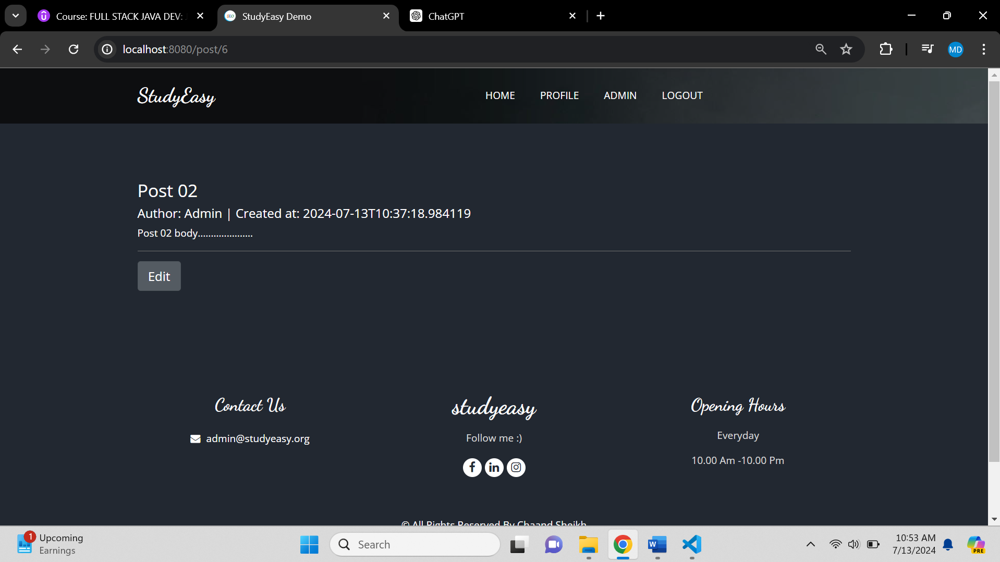 Course: FULL STACK JAVA DEV: J
StudyEasy Demo
ChatGPT
localhost:8080/post/6
MD
StudyEasy
HOME PROFILE ADMIN LOGOUT
Post 02
Author: Admin | Created at: 2024-07-13T10:37:18.984119
Post 02 body.....................
Edit
Contact Us
admin@studyeasy.org
studyeasy
Follow me :)
f in
Opening Hours
Everyday
10.00 Am -10.00 Pm
© All Rights Reserved By Chaand Sheikh
1
Upcoming
Earnings
Search
W
10:53 AM
7/13/2024
PRE